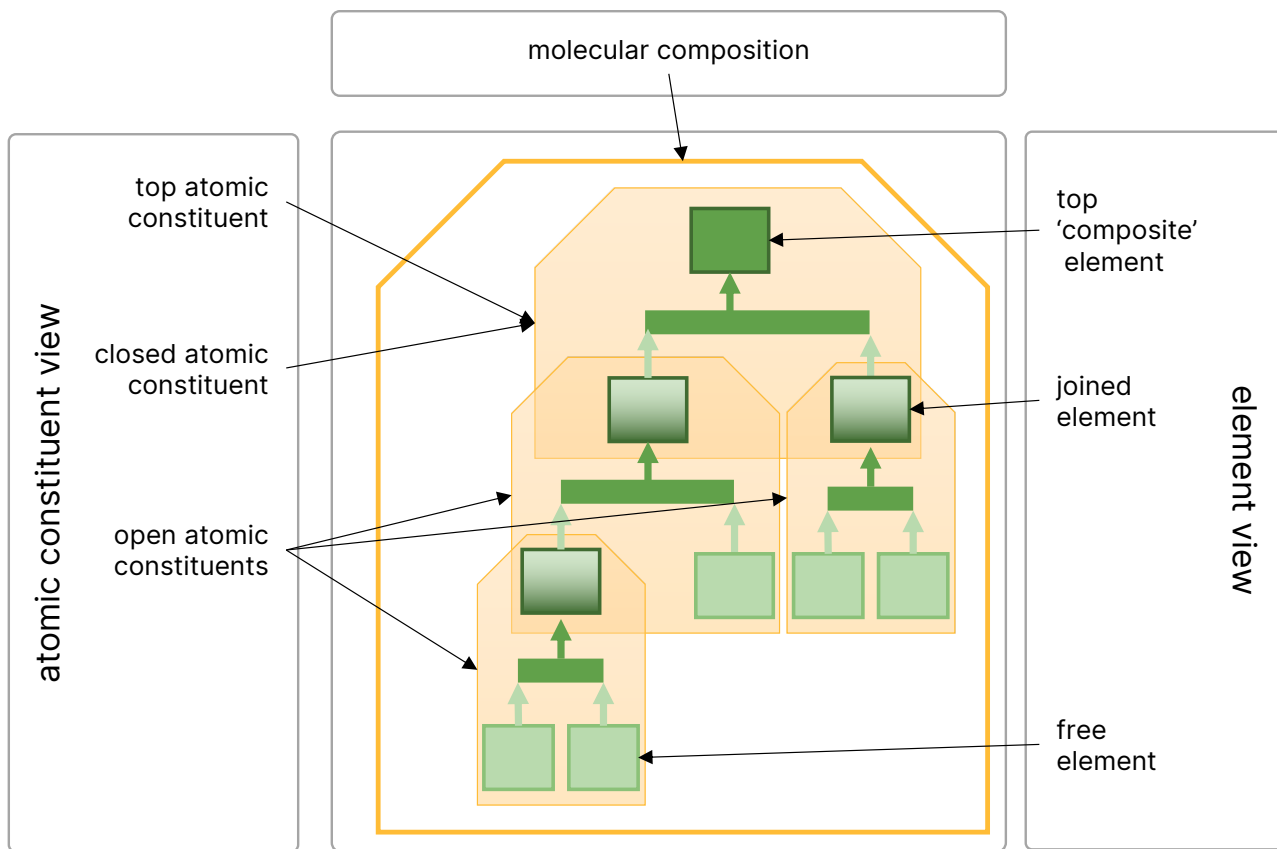 molecular composition
atomic constituent view
top atomic
constituent
closed atomic
constituent
open atomic
constituents
top
‘composite’
element
joined
element
free
element
element view